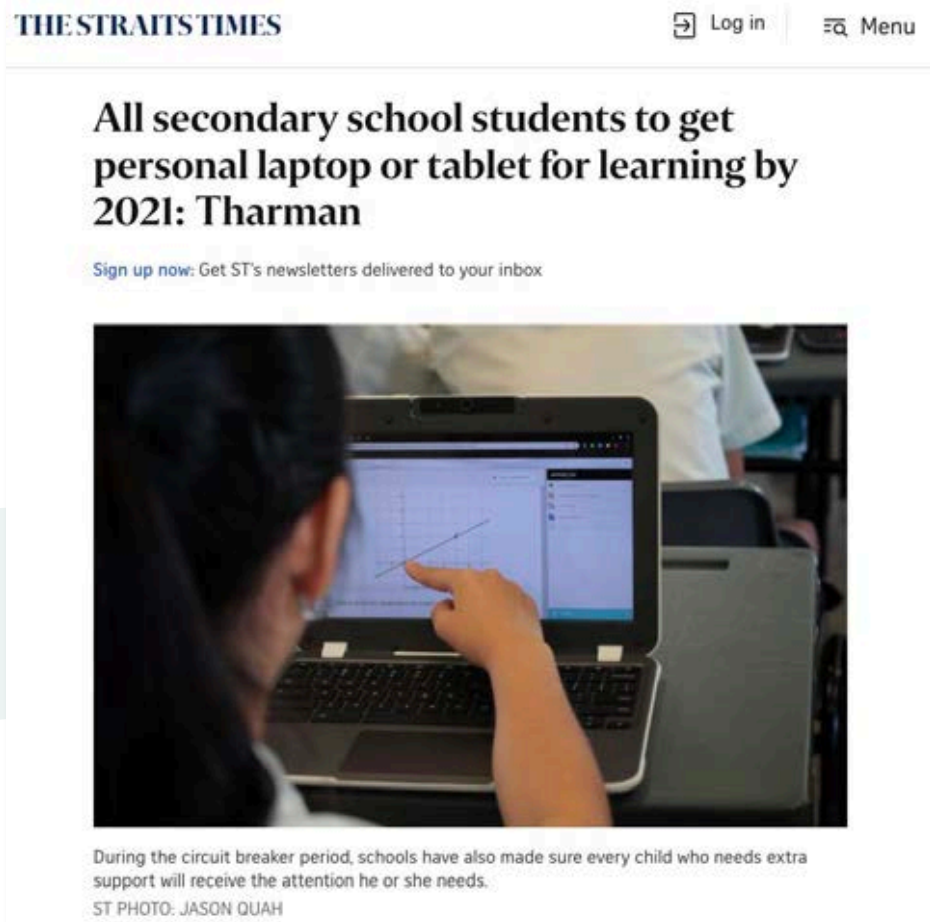 THE STRAITS TIMES
Log in
Menu
All secondary school students to get
personal laptop or tablet for learning by
2021: Tharman
Sign up now: Get ST's newsletters delivered to your inbox
During the circuit breaker period, schools have also made sure every child who needs extra
support will receive the attention he or she needs.
ST PHOTO: JASON QUAH